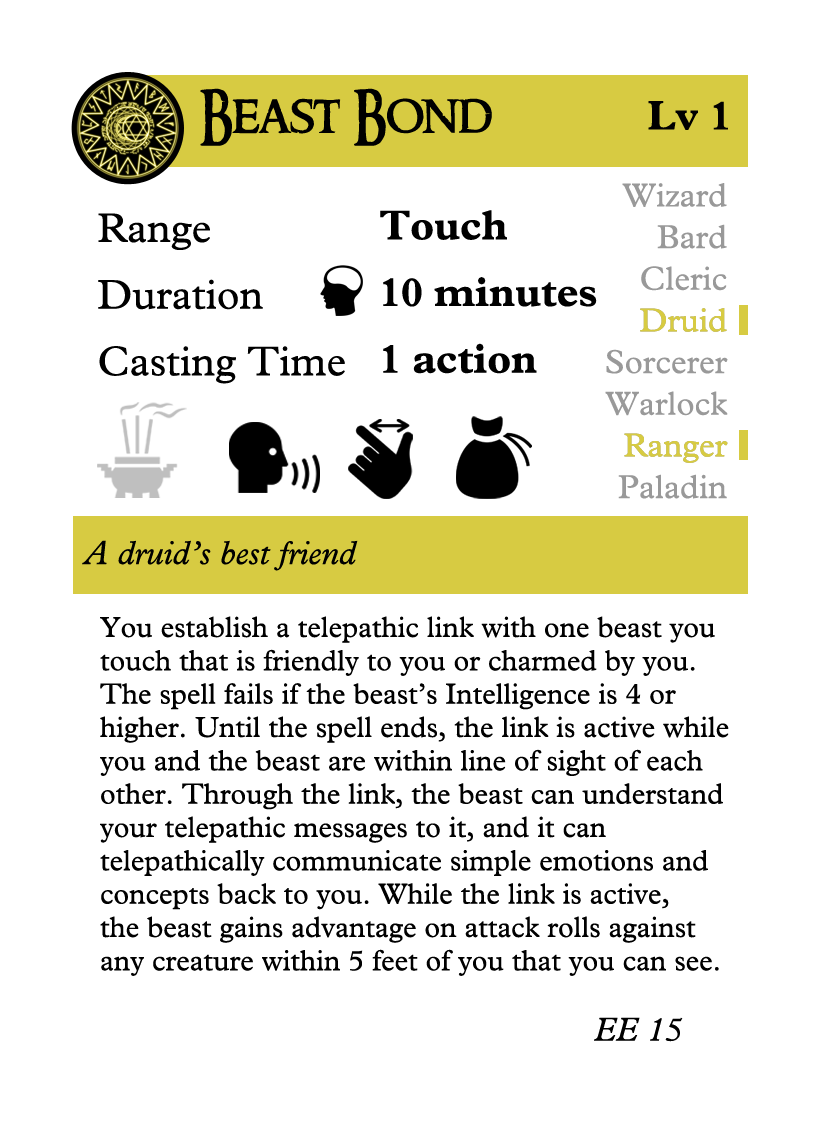 Beast Bond Lv 1
Wizard
Range Touch
Bard
Cleric
Duration 10 minutes
Druid
Casting Time 1 action
Sorcerer
Warlock
Ranger
Paladin
A druid's best friend
You establish a telepathic link with one beast you
touch that is friendly to you or charmed by you.
The spell fails if the beast's Intelligence is 4 or
higher. Until the spell ends, the link is active while
you and the beast are within line of sight of each
other. Through the link, the beast can understand
your telepathic messages to it, and it can
telepathically communicate simple emotions and
concepts back to you. While the link is active,
the beast gains advantage on attack rolls against
any creature within 5 feet of you that you can see.
EE 15